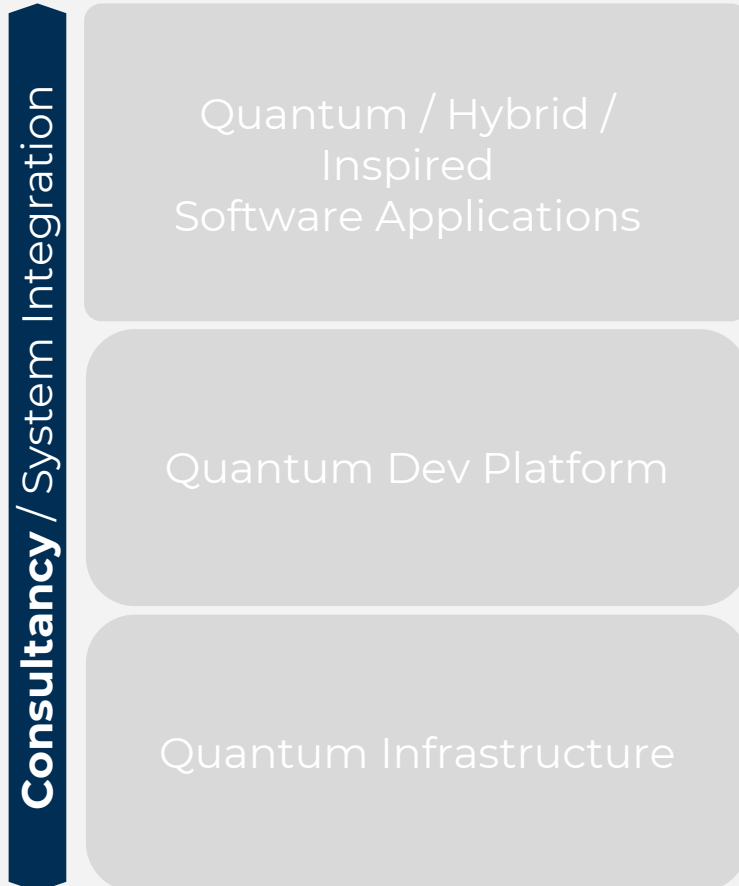 Consultancy / System Integration
Quantum / Hybrid /
Inspired
Software Applications
Quantum Dev Platform
Quantum Infrastructure